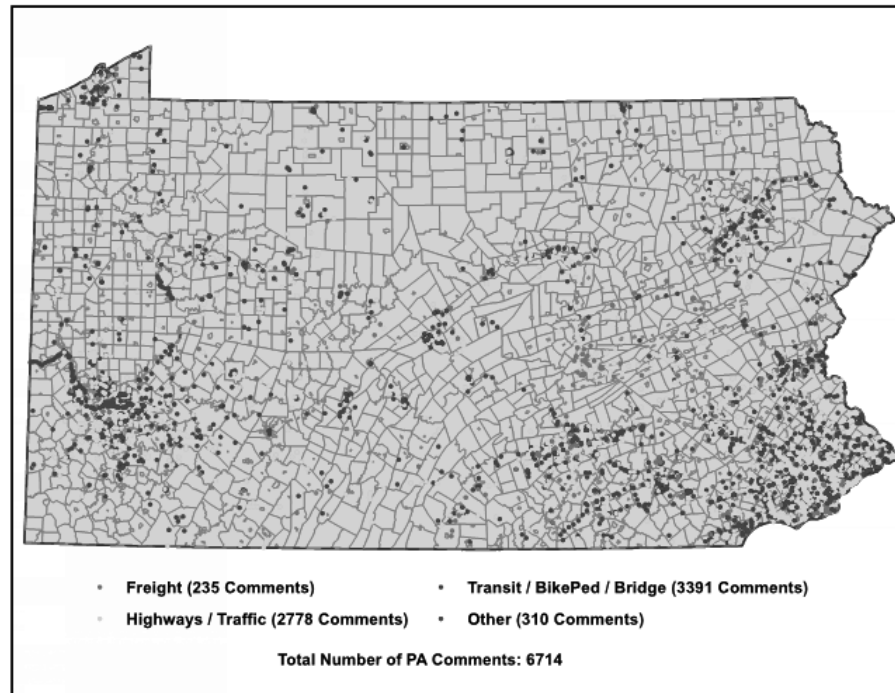 Freight (235 Comments)
Transit / BikePed / Bridge (3391 Comments)
Highways / Traffic (2778 Comments)
Other (310 Comments)
Total Number of PA Comments: 6714